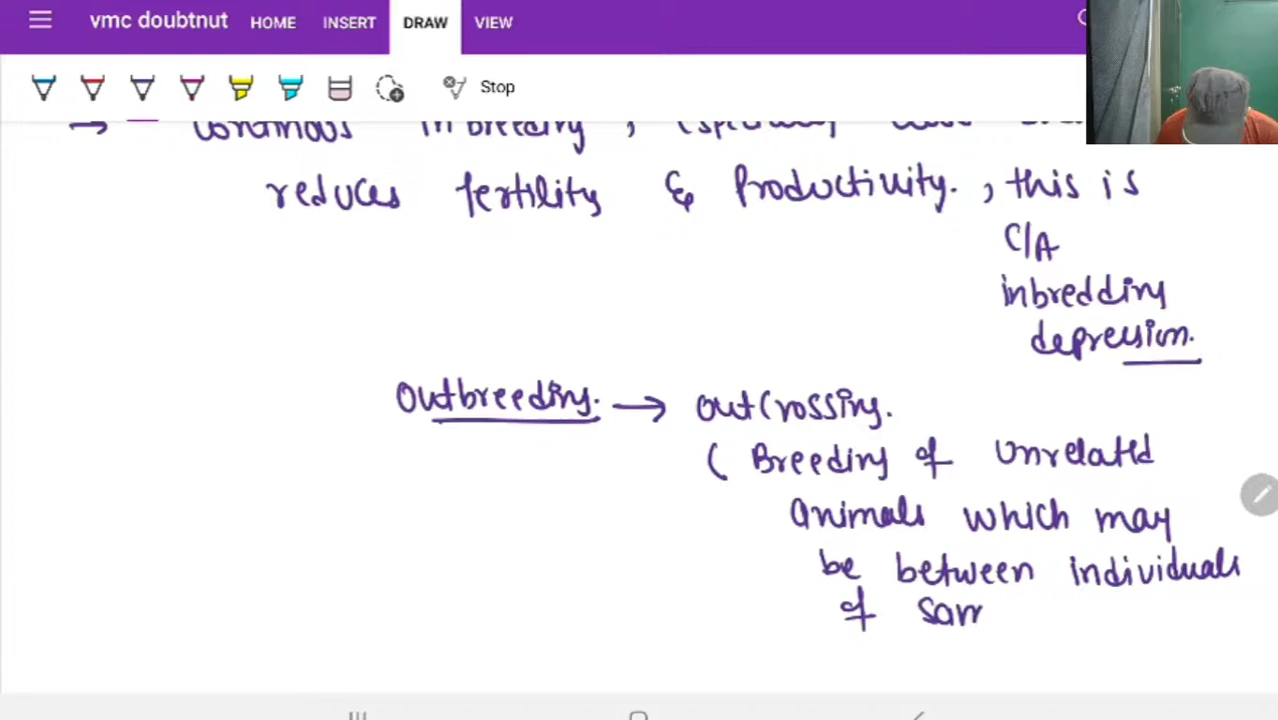 vmc doubtnut HOME INSERT DRAW VIEW
Stop
inbreeding,
reduces fertility & Productivity. , this is
C/A
inbredding
depression.
Outbreeding. → outcrossing.
( Breeding of unrelated
animals which may
be between individuals
of sam